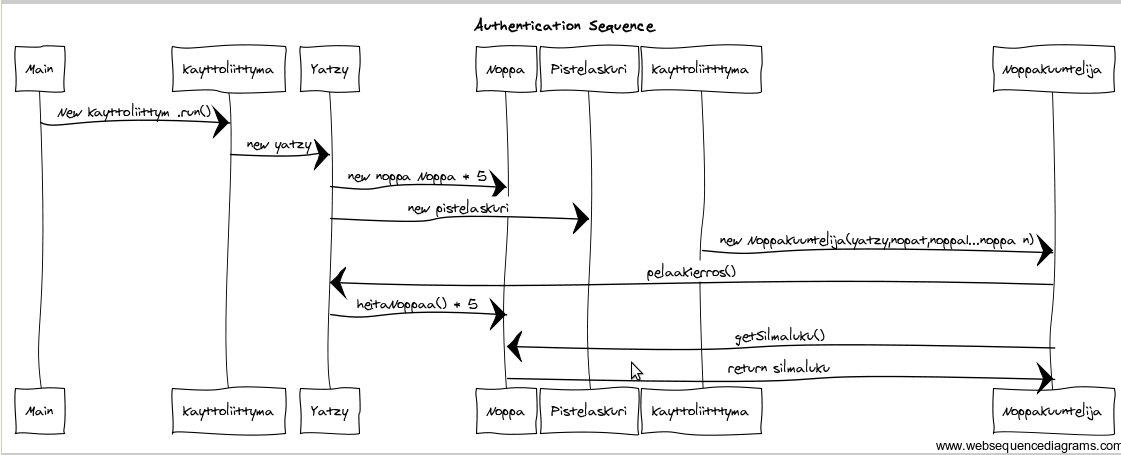 Authentication Sequence
Main kayttoliittyma Yatzy Noppa Pistelaskuri kayttoliitttyma Noppakuuntelija
New kayttoliittym .run()
new yatzy
new noppa Noppa * 5
new pistelaskuri
new Noppakuuntelija(yatzy,nopat,noppa1...noppa n)
pelaaKierros()
heitaNoppaa() * 5
getSilmaluku()
return silmaluku
Main kayttoliittyma Yatzy Noppa Pistelaskuri kayttoliitttyma Noppakuuntelija
www.websequencediagrams.com